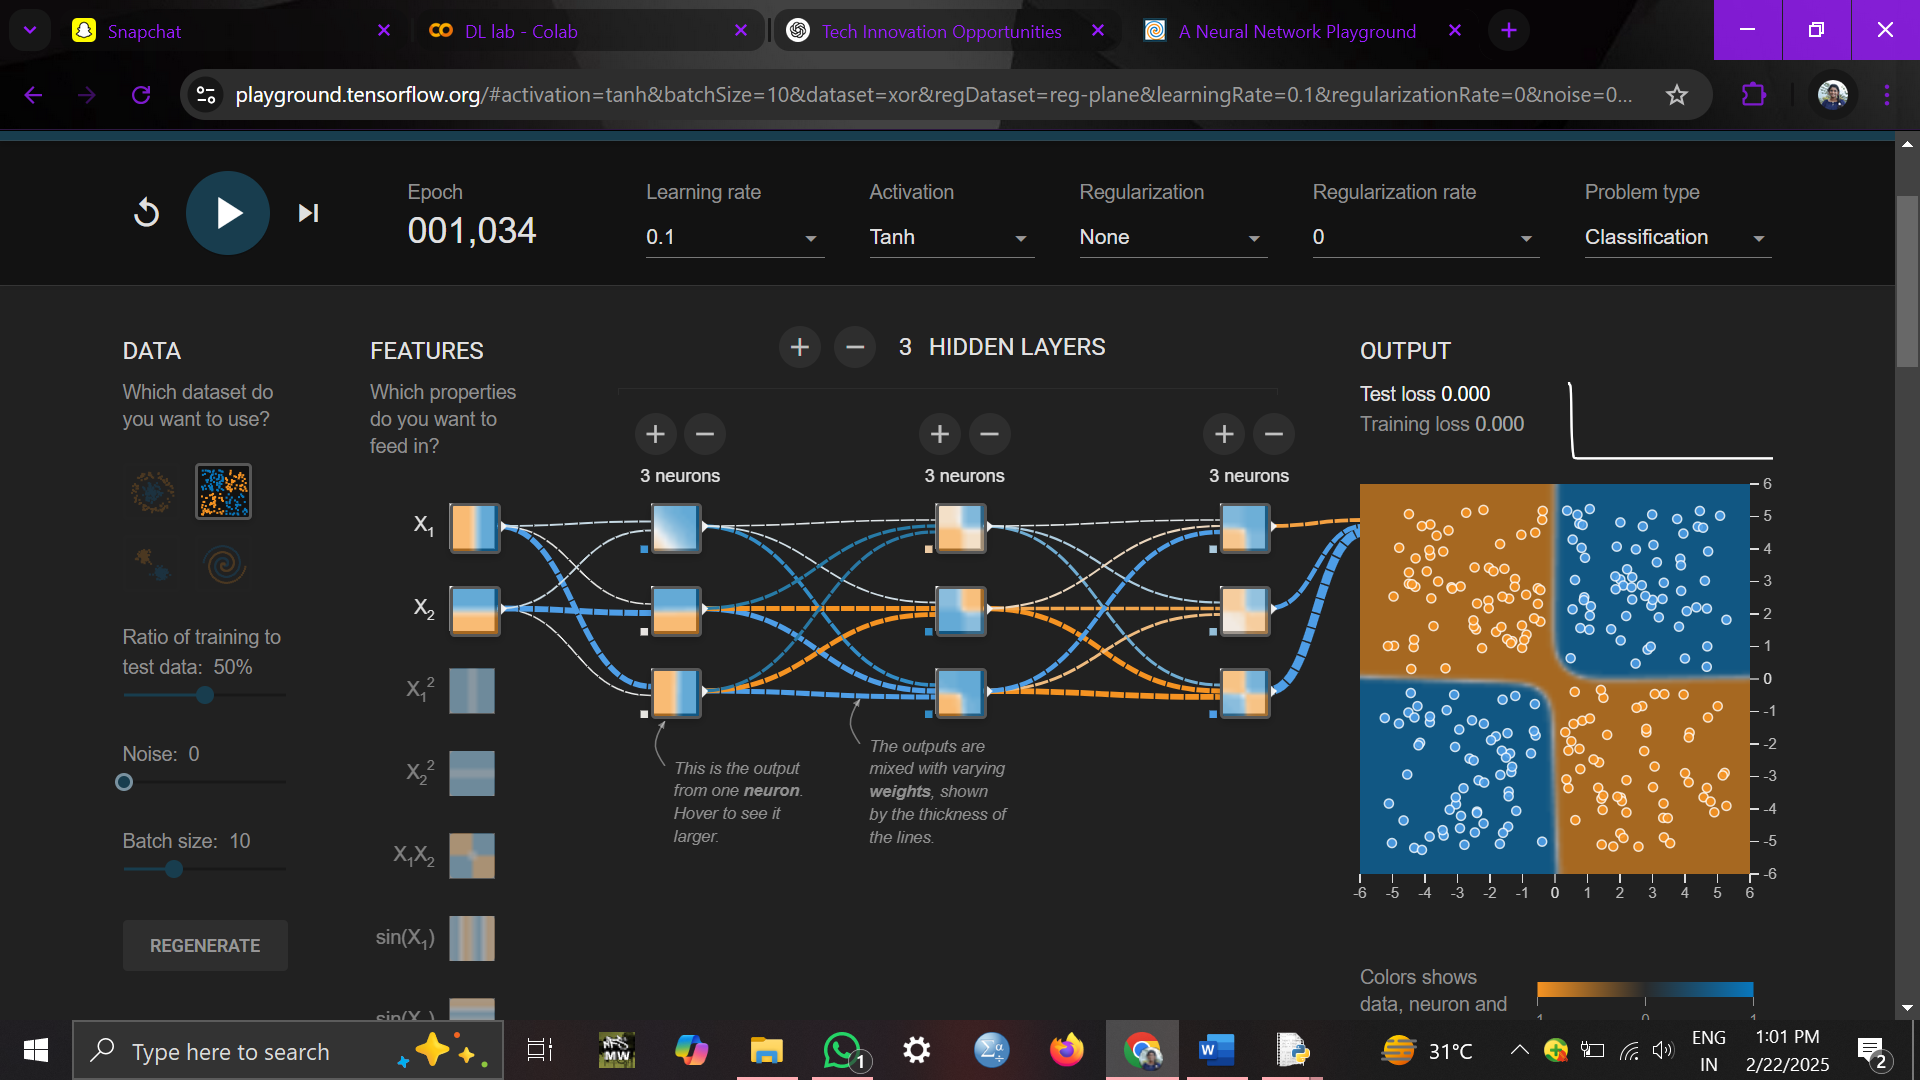 Snapchat
DL lab - Colab
Tech Innovation Opportunities
A Neural Network Playground
playground.tensorflow.org/#activation=tanh&batchSize=10&dataset=xor&regDataset=reg-plane&learningRate=0.1&regularizationRate=0&noise=0...
Epoch
001,034
Learning rate
0.1
Activation
Tanh
Regularization
None
Regularization rate
0
Problem type
Classification
DATA
Which dataset do
you want to use?
Ratio of training to
test data: 50%
Noise: 0
Batch size: 10
REGENERATE
FEATURES
Which properties
do you want to
feed in?
X1
X2
X1²
X2²
X1X2
sin(X1)
3 HIDDEN LAYERS
3 neurons
3 neurons
3 neurons
This is the output
from one neuron.
Hover to see it
larger.
The outputs are
mixed with varying
weights, shown
by the thickness of
the lines.
OUTPUT
Test loss 0.000
Training loss 0.000
6
5
4
3
2
1
0
-1
-2
-3
-4
-5
-6
-6 -5 -4 -3 -2 -1 0 1 2 3 4 5 6
Colors shows
data, neuron and
Type here to search
MW
1
31°C
ENG
IN
1:01 PM
2/22/2025
2